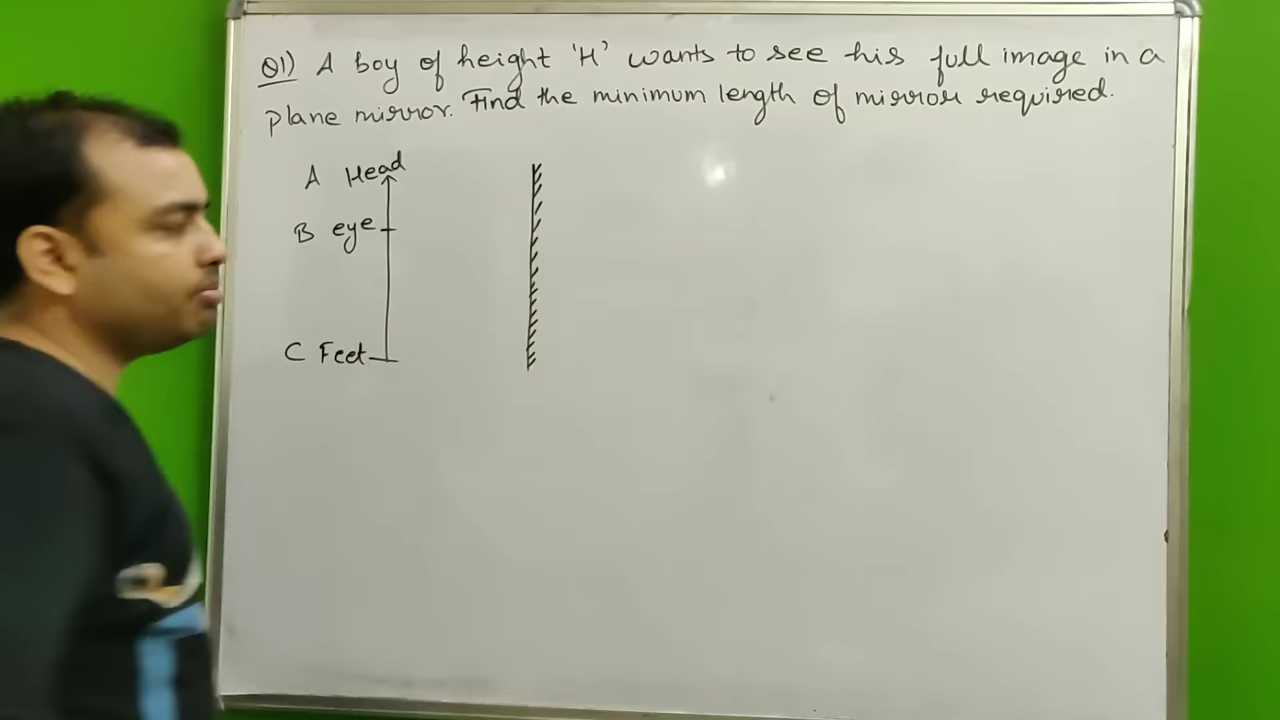 Q1) A boy of height 'H' wants to see his full image in a
plane mirror. Find the minimum length of mirror required.
A Head
B eye
C Feet